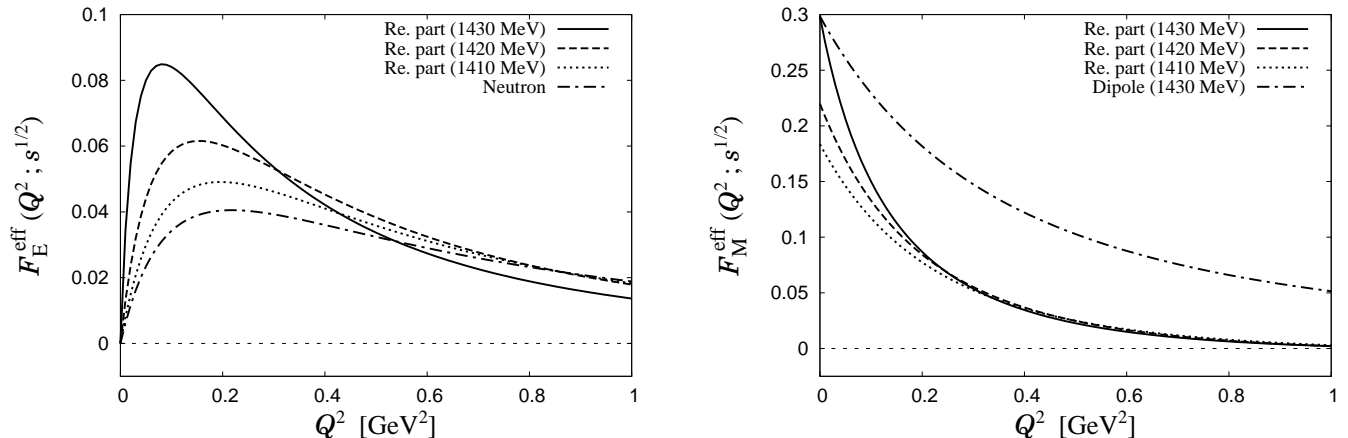 0.1
0.08
0.06
0.04
0.02
0
F_E^eff (Q^2 ; s^1/2)
Re. part (1430 MeV)
Re. part (1420 MeV)
Re. part (1410 MeV)
Neutron
0 0.2 0.4 0.6 0.8 1
Q^2 [GeV^2]
0.3
0.25
0.2
0.15
0.1
0.05
0
F_M^eff (Q^2 ; s^1/2)
Re. part (1430 MeV)
Re. part (1420 MeV)
Re. part (1410 MeV)
Dipole (1430 MeV)
0 0.2 0.4 0.6 0.8 1
Q^2 [GeV^2]